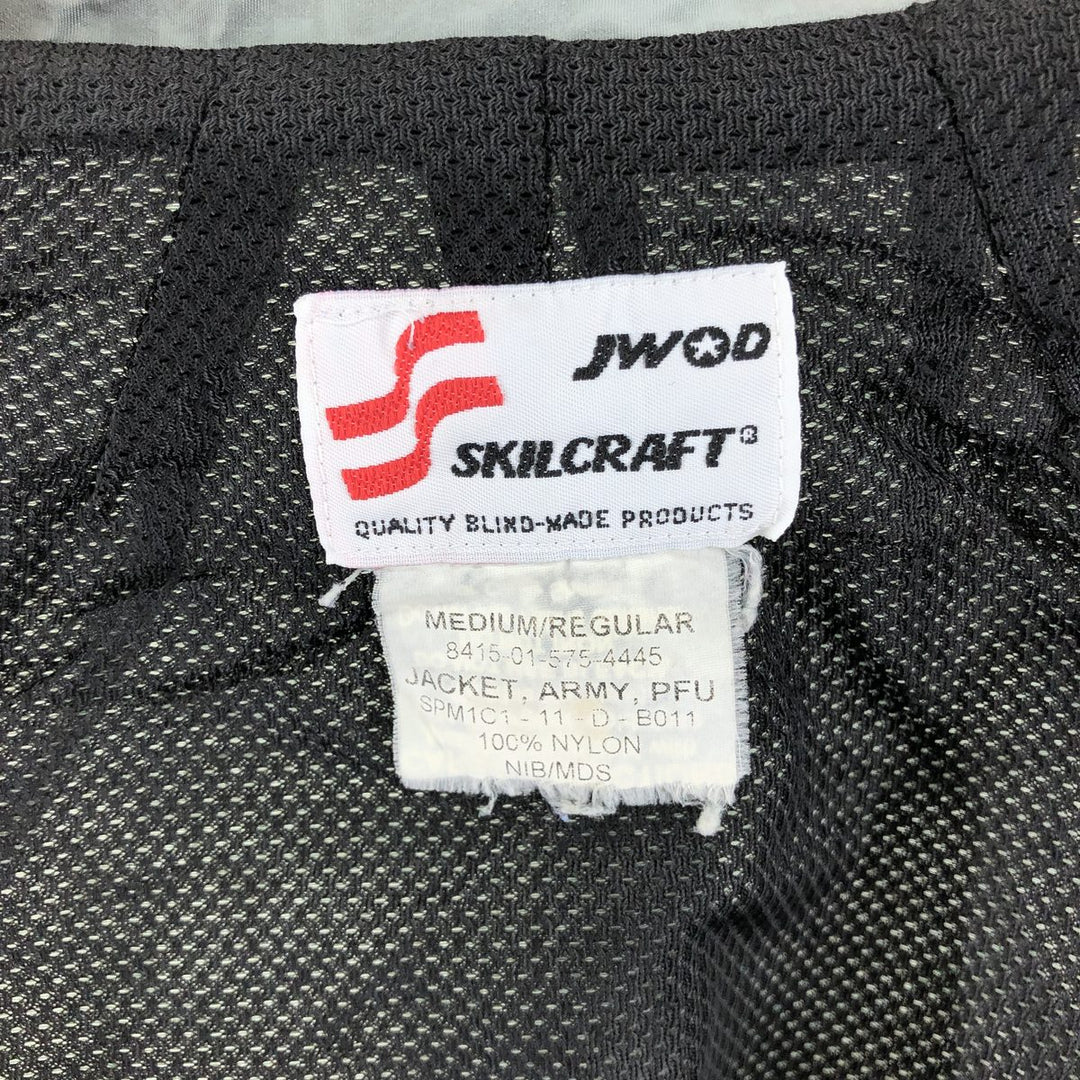 JWOD
SKILCRAFT®
QUALITY BLIND-MADE PRODUCTS
MEDIUM/REGULAR
8415-01-575-4445
JACKET, ARMY, PFU
SPM1C1 - 11 - D - B011
100% NYLON
NIB/MDS